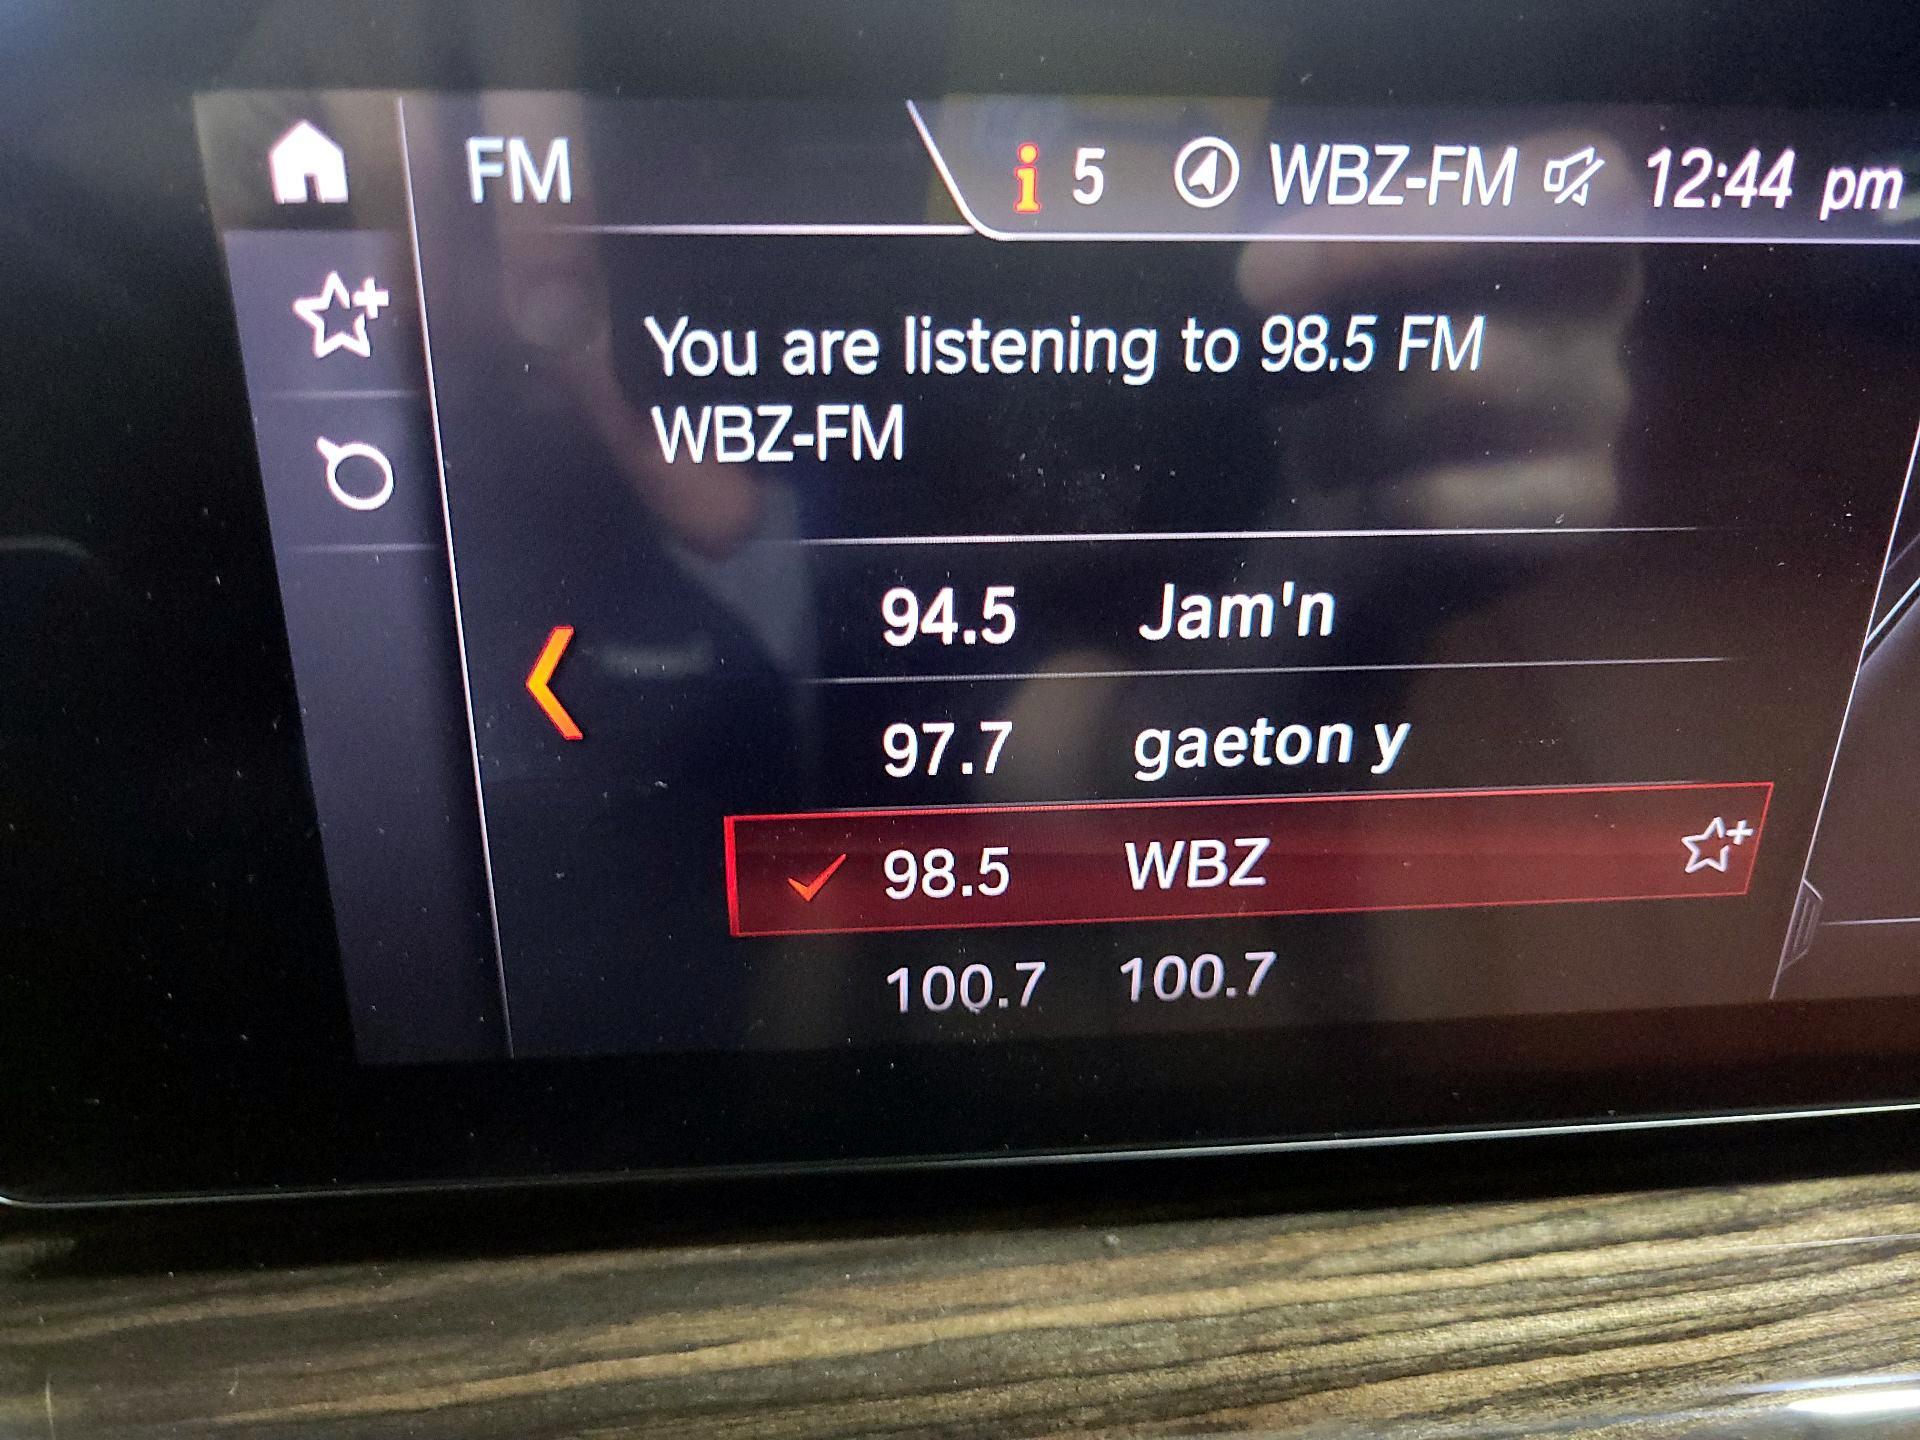 FM
i 5 WBZ-FM 12:44 pm
You are listening to 98.5 FM
WBZ-FM
94.5 Jam'n
97.7 gaeton y
98.5 WBZ
100.7 100.7